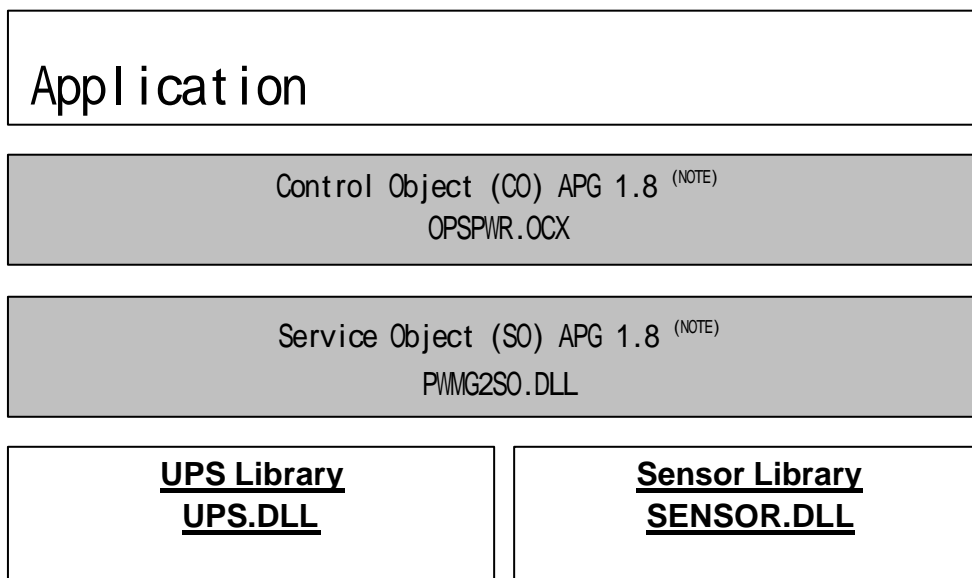 Application
Control Object (CO) APG 1.8 (NOTE)
OPSPWR.OCX
Service Object (SO) APG 1.8 (NOTE)
PWMG2SO.DLL
UPS Library
UPS.DLL
Sensor Library
SENSOR.DLL